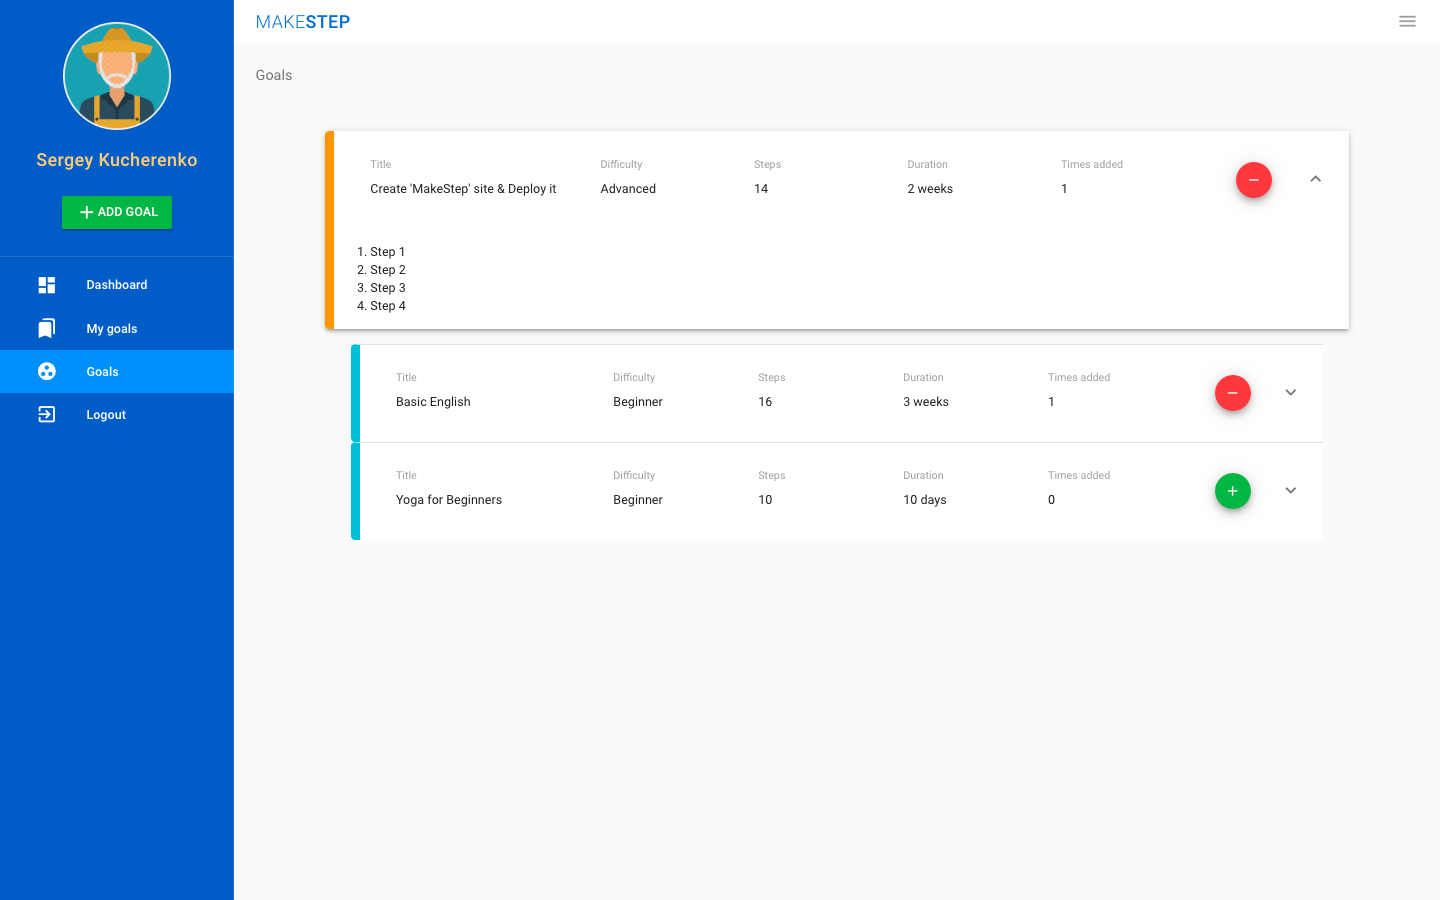 MAKESTEP
Sergey Kucherenko
ADD GOAL
Dashboard
My goals
Goals
Logout
Goals
Title Difficulty Steps Duration Times added
Create 'MakeStep' site & Deploy it Advanced 14 2 weeks 1
1. Step 1
2. Step 2
3. Step 3
4. Step 4
Title Difficulty Steps Duration Times added
Basic English Beginner 16 3 weeks 1
Title Difficulty Steps Duration Times added
Yoga for Beginners Beginner 10 10 days 0